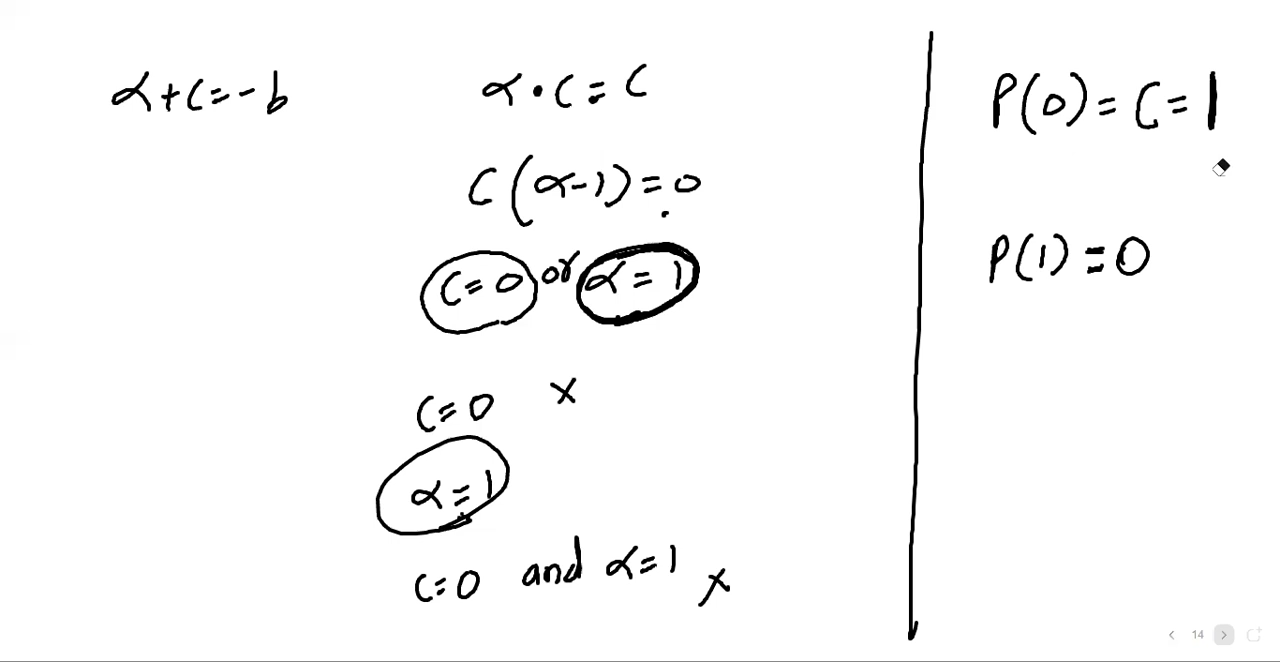 α+c=-b
α·c=c
c(α-1)=0
c=0 or α=1
c=0 x
α=1
c=0 and α=1 x
P(0)=c=1
P(1)=0
14